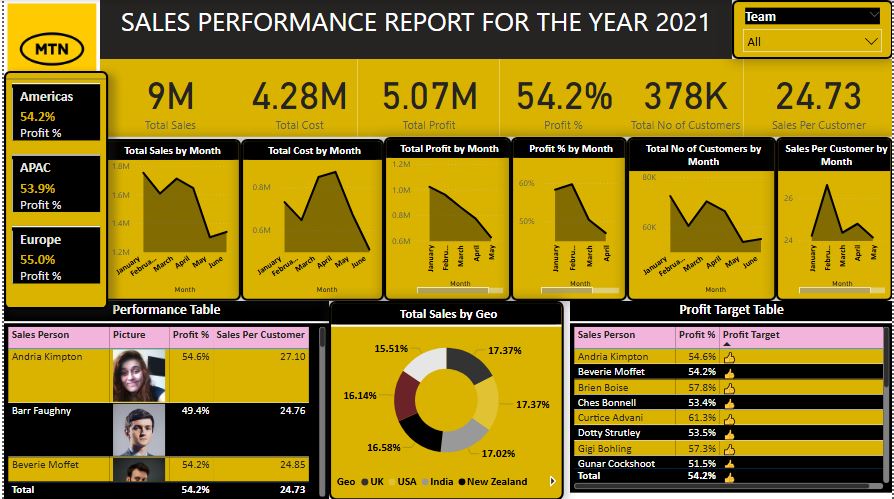 MTN
SALES PERFORMANCE REPORT FOR THE YEAR 2021
Team
All
Americas
54.2%
Profit %
APAC
53.9%
Profit %
Europe
55.0%
Profit %
9M
Total Sales
4.28M
Total Cost
5.07M
Total Profit
54.2%
Profit %
378K
Total No of Customers
24.73
Sales Per Customer
Total Sales by Month
1.8M
1.6M
1.4M
1.2M
January Februa... March April May June
Month
Total Cost by Month
0.8M
0.6M
January Februa... March April May June
Month
Total Profit by Month
1.2M
1.0M
0.8M
0.6M
January Februa... March April May
Month
Profit % by Month
60%
50%
January Februa... March April
Month
Total No of Customers by
Month
80K
60K
January Februa... March April May June
Month
Sales Per Customer by
Month
26
24
January Februa... March April May
Month
Performance Table
Sales Person Picture Profit % Sales Per Customer
Andria Kimpton 54.6% 27.10
Barr Faughny 49.4% 24.76
Beverie Moffet 54.2% 24.85
Total 54.2% 24.73
Total Sales by Geo
15.51% 17.37%
16.14% 17.37%
16.58% 17.02%
Geo UK USA India New Zealand
Profit Target Table
Sales Person Profit % Profit Target
Andria Kimpton 54.6%
Beverie Moffet 54.2%
Brien Boise 57.8%
Ches Bonnell 53.4%
Curtice Advani 61.3%
Dotty Strutley 53.5%
Gigi Bohling 57.3%
Gunar Cockshoot 51.5%
Total 54.2%